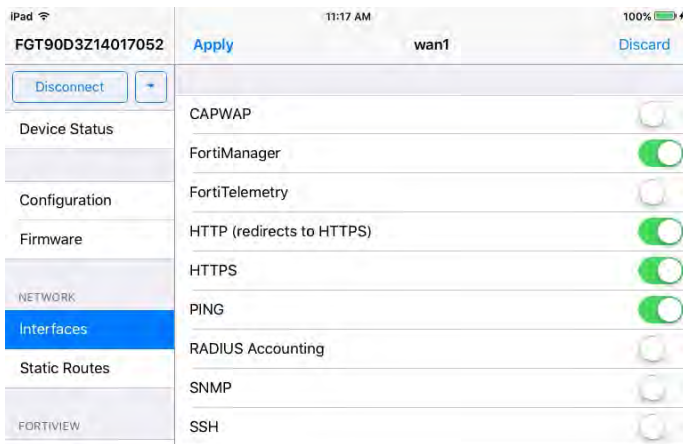 iPad 11:17 AM 100%
FGT90D3Z14017052 Apply wan1 Discard
Disconnect
Device Status
Configuration
Firmware
NETWORK
Interfaces
Static Routes
FORTIVIEW
CAPWAP
FortiManager
FortiTelemetry
HTTP (redirects to HTTPS)
HTTPS
PING
RADIUS Accounting
SNMP
SSH